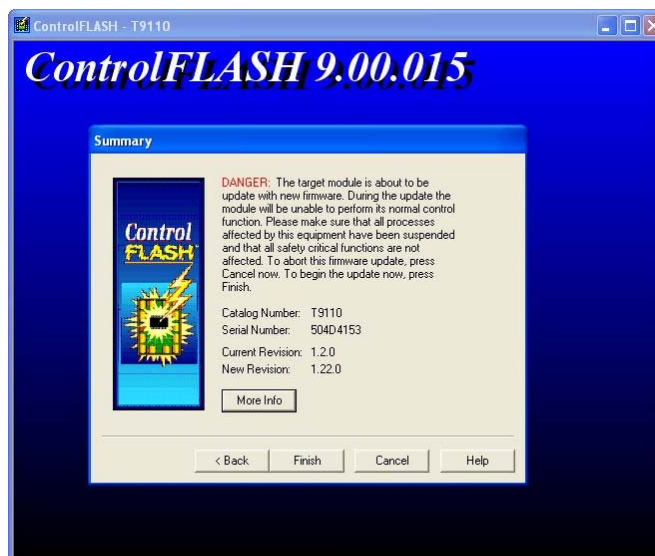 ControlFLASH - T9110
ControlFLASH 9.00.015
Summary
Control
FLASH
DANGER: The target module is about to be
update with new firmware. During the update the
module will be unable to perform its normal control
function. Please make sure that all processes
affected by this equipment have been suspended
and that all safety critical functions are not
affected. To abort this firmware update, press
Cancel now. To begin the update now, press
Finish.
Catalog Number: T9110
Serial Number: 504D4153
Current Revision: 1.2.0
New Revision: 1.22.0
More Info
< Back Finish Cancel Help